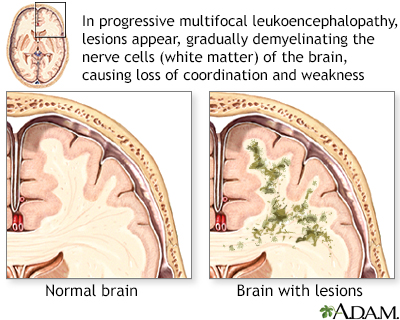 In progressive multifocal leukoencephalopathy,
lesions appear, gradually demyelinating the
nerve cells (white matter) of the brain,
causing loss of coordination and weakness
Normal brain
Brain with lesions
ADAM.